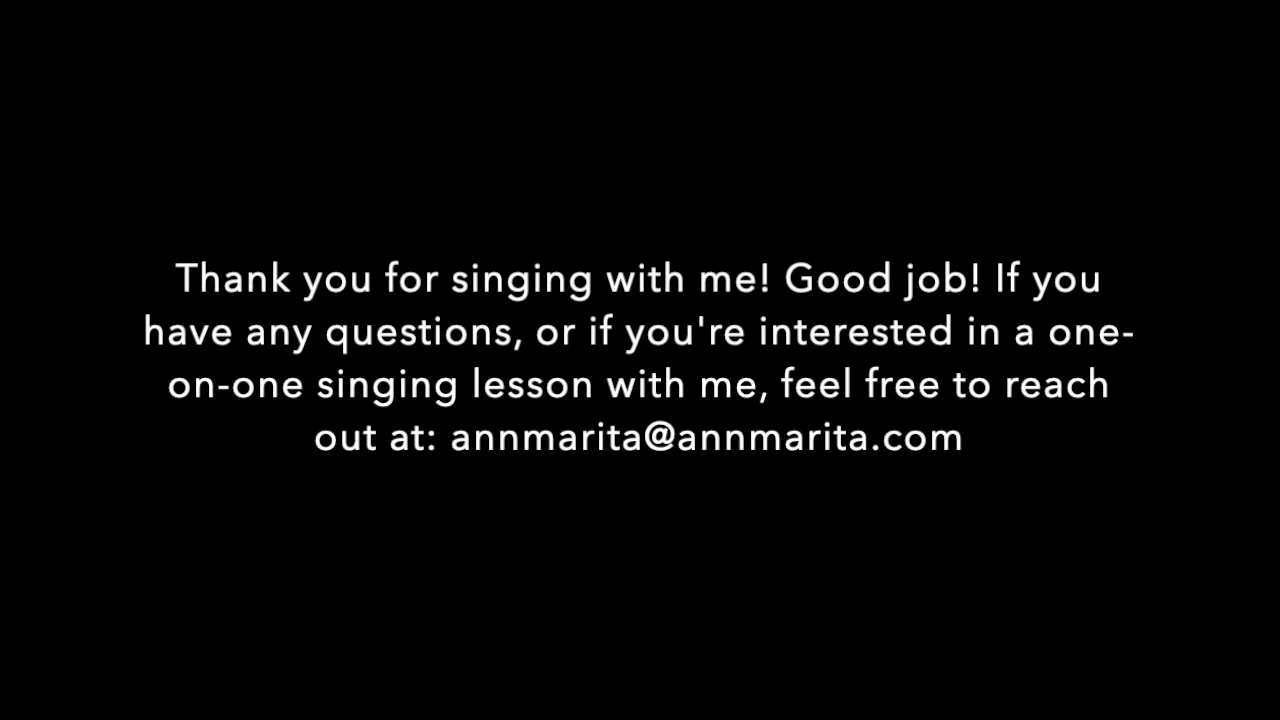 Thank you for singing with me! Good job! If you
have any questions, or if you're interested in a one-
on-one singing lesson with me, feel free to reach
out at: annmarita@annmarita.com